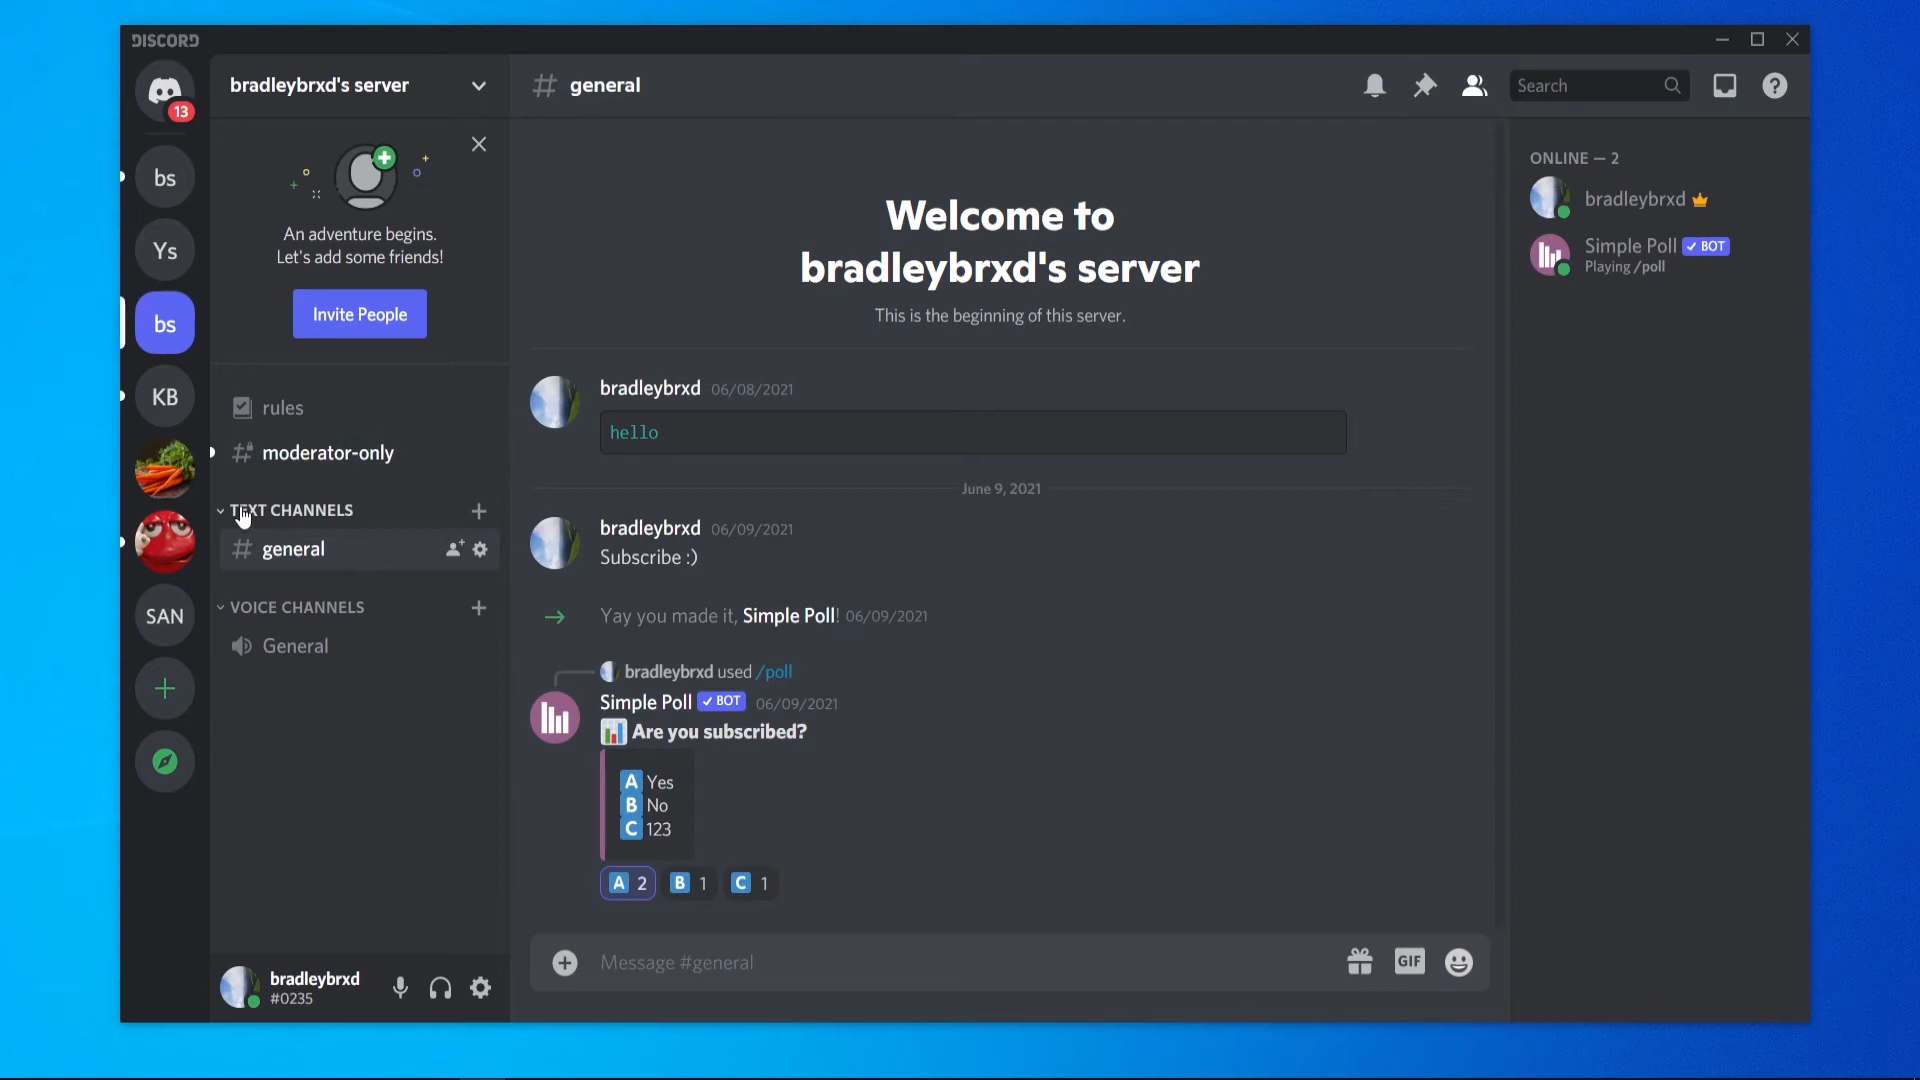 DISCORD
13
bs
Ys
bs
KB
SAN
bradleybrxd's server
An adventure begins.
Let's add some friends!
Invite People
rules
moderator-only
TEXT CHANNELS
general
VOICE CHANNELS
General
bradleybrxd
#0235
general
Search
Welcome to
bradleybrxd's server
This is the beginning of this server.
bradleybrxd 06/08/2021
hello
June 9, 2021
bradleybrxd 06/09/2021
Subscribe :)
Yay you made it, Simple Poll! 06/09/2021
bradleybrxd used /poll
Simple Poll ✓ BOT 06/09/2021
📊 Are you subscribed?
A Yes
B No
C 123
A 2 B 1 C 1
Message #general
GIF
ONLINE — 2
bradleybrxd
Simple Poll ✓ BOT
Playing /poll